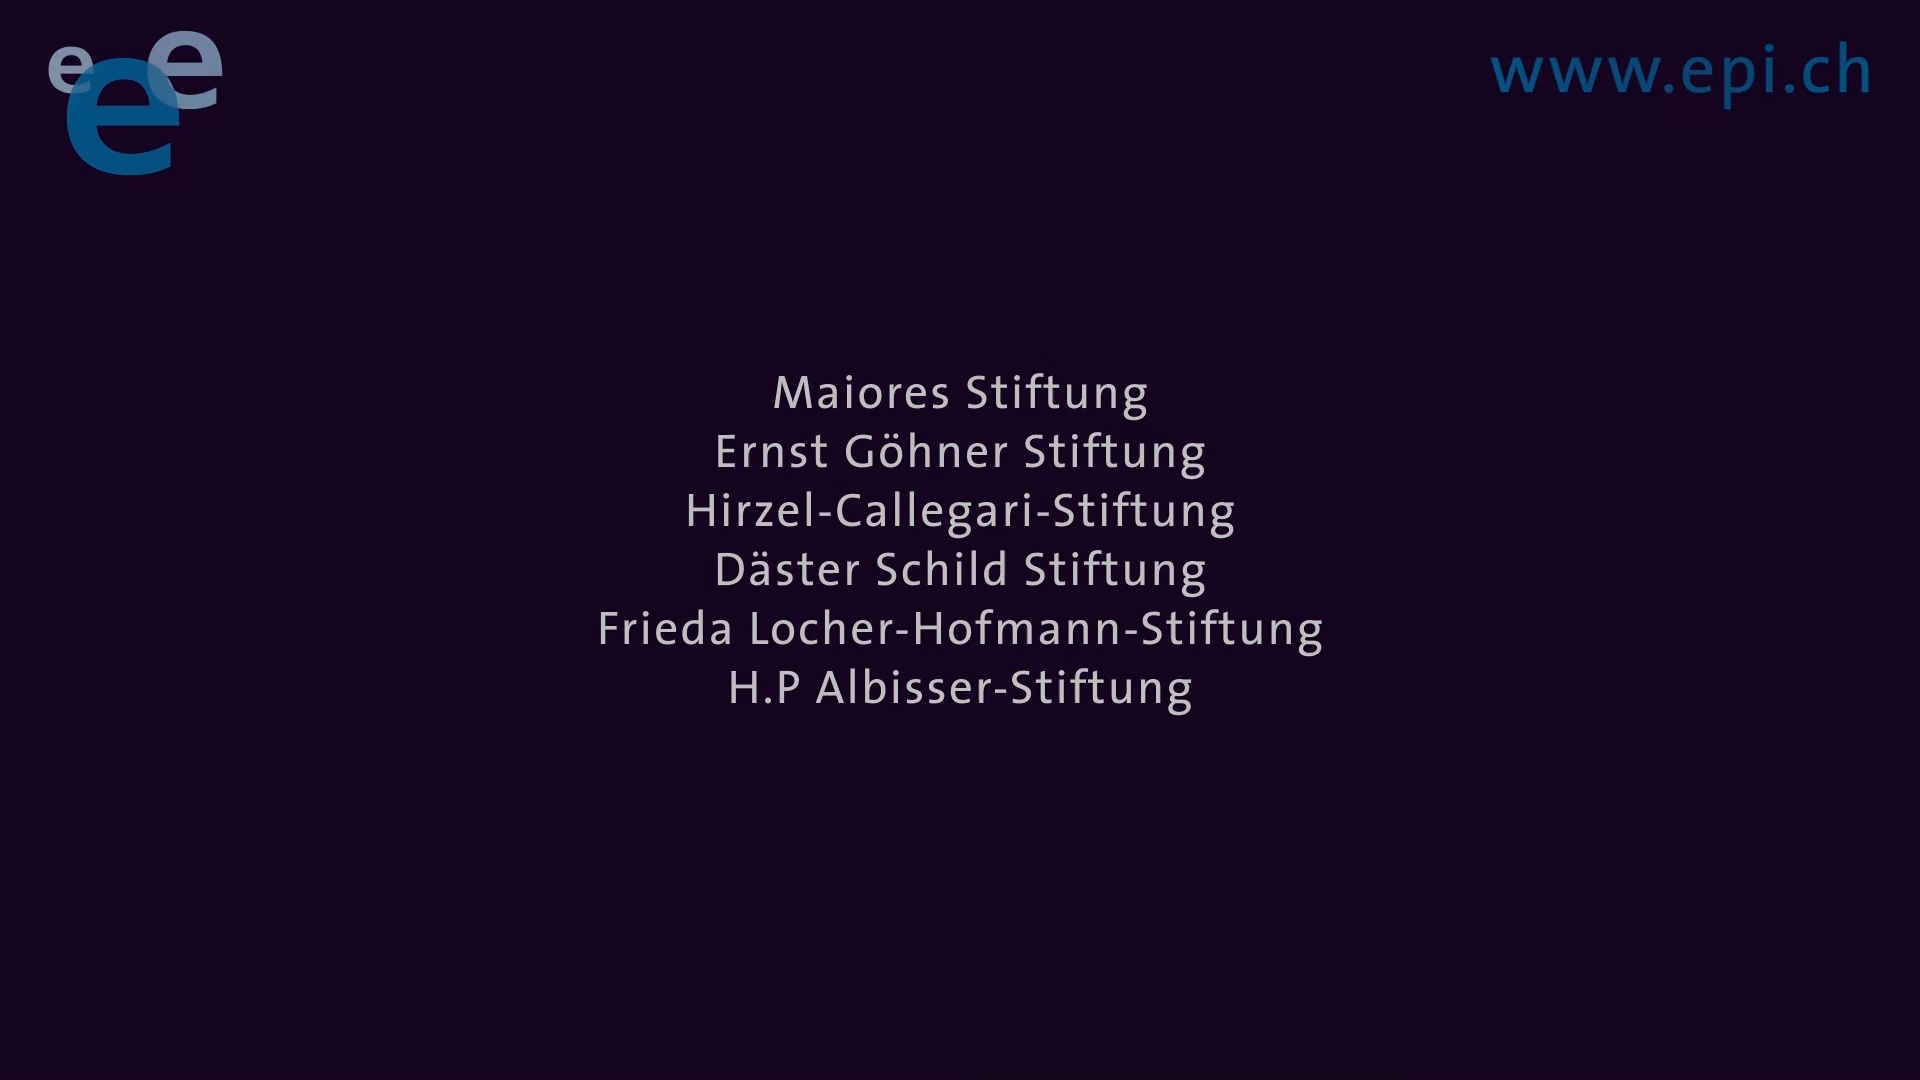 e e e
www.epi.ch
Maiores Stiftung
Ernst Göhner Stiftung
Hirzel-Callegari-Stiftung
Däster Schild Stiftung
Frieda Locher-Hofmann-Stiftung
H.P Albisser-Stiftung